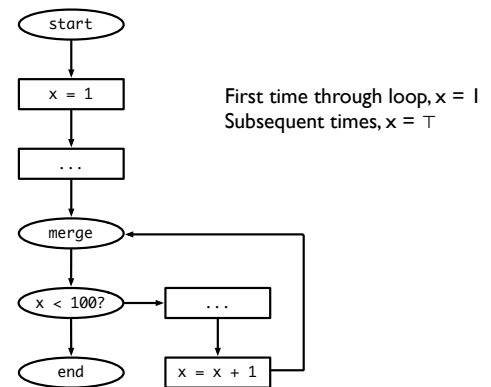 start
x = 1
First time through loop, x = 1
Subsequent times, x = ⊤
...
merge
x < 100?
...
end
x = x + 1